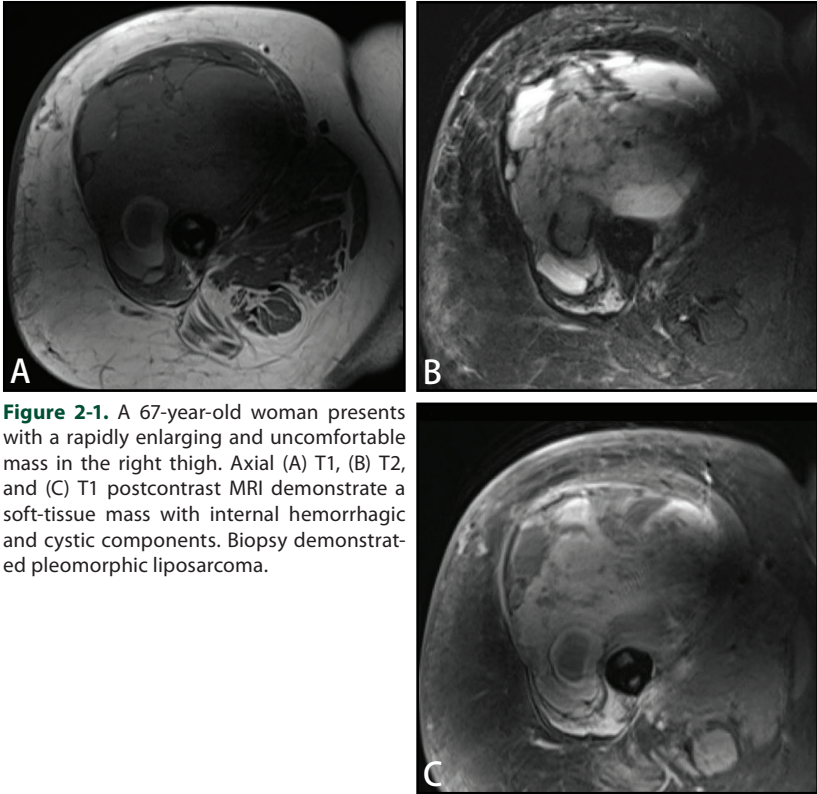 A
B
Figure 2-1. A 67-year-old woman presents
with a rapidly enlarging and uncomfortable
mass in the right thigh. Axial (A) T1, (B) T2,
and (C) T1 postcontrast MRI demonstrate a
soft-tissue mass with internal hemorrhagic
and cystic components. Biopsy demonstrat-
ed pleomorphic liposarcoma.
C